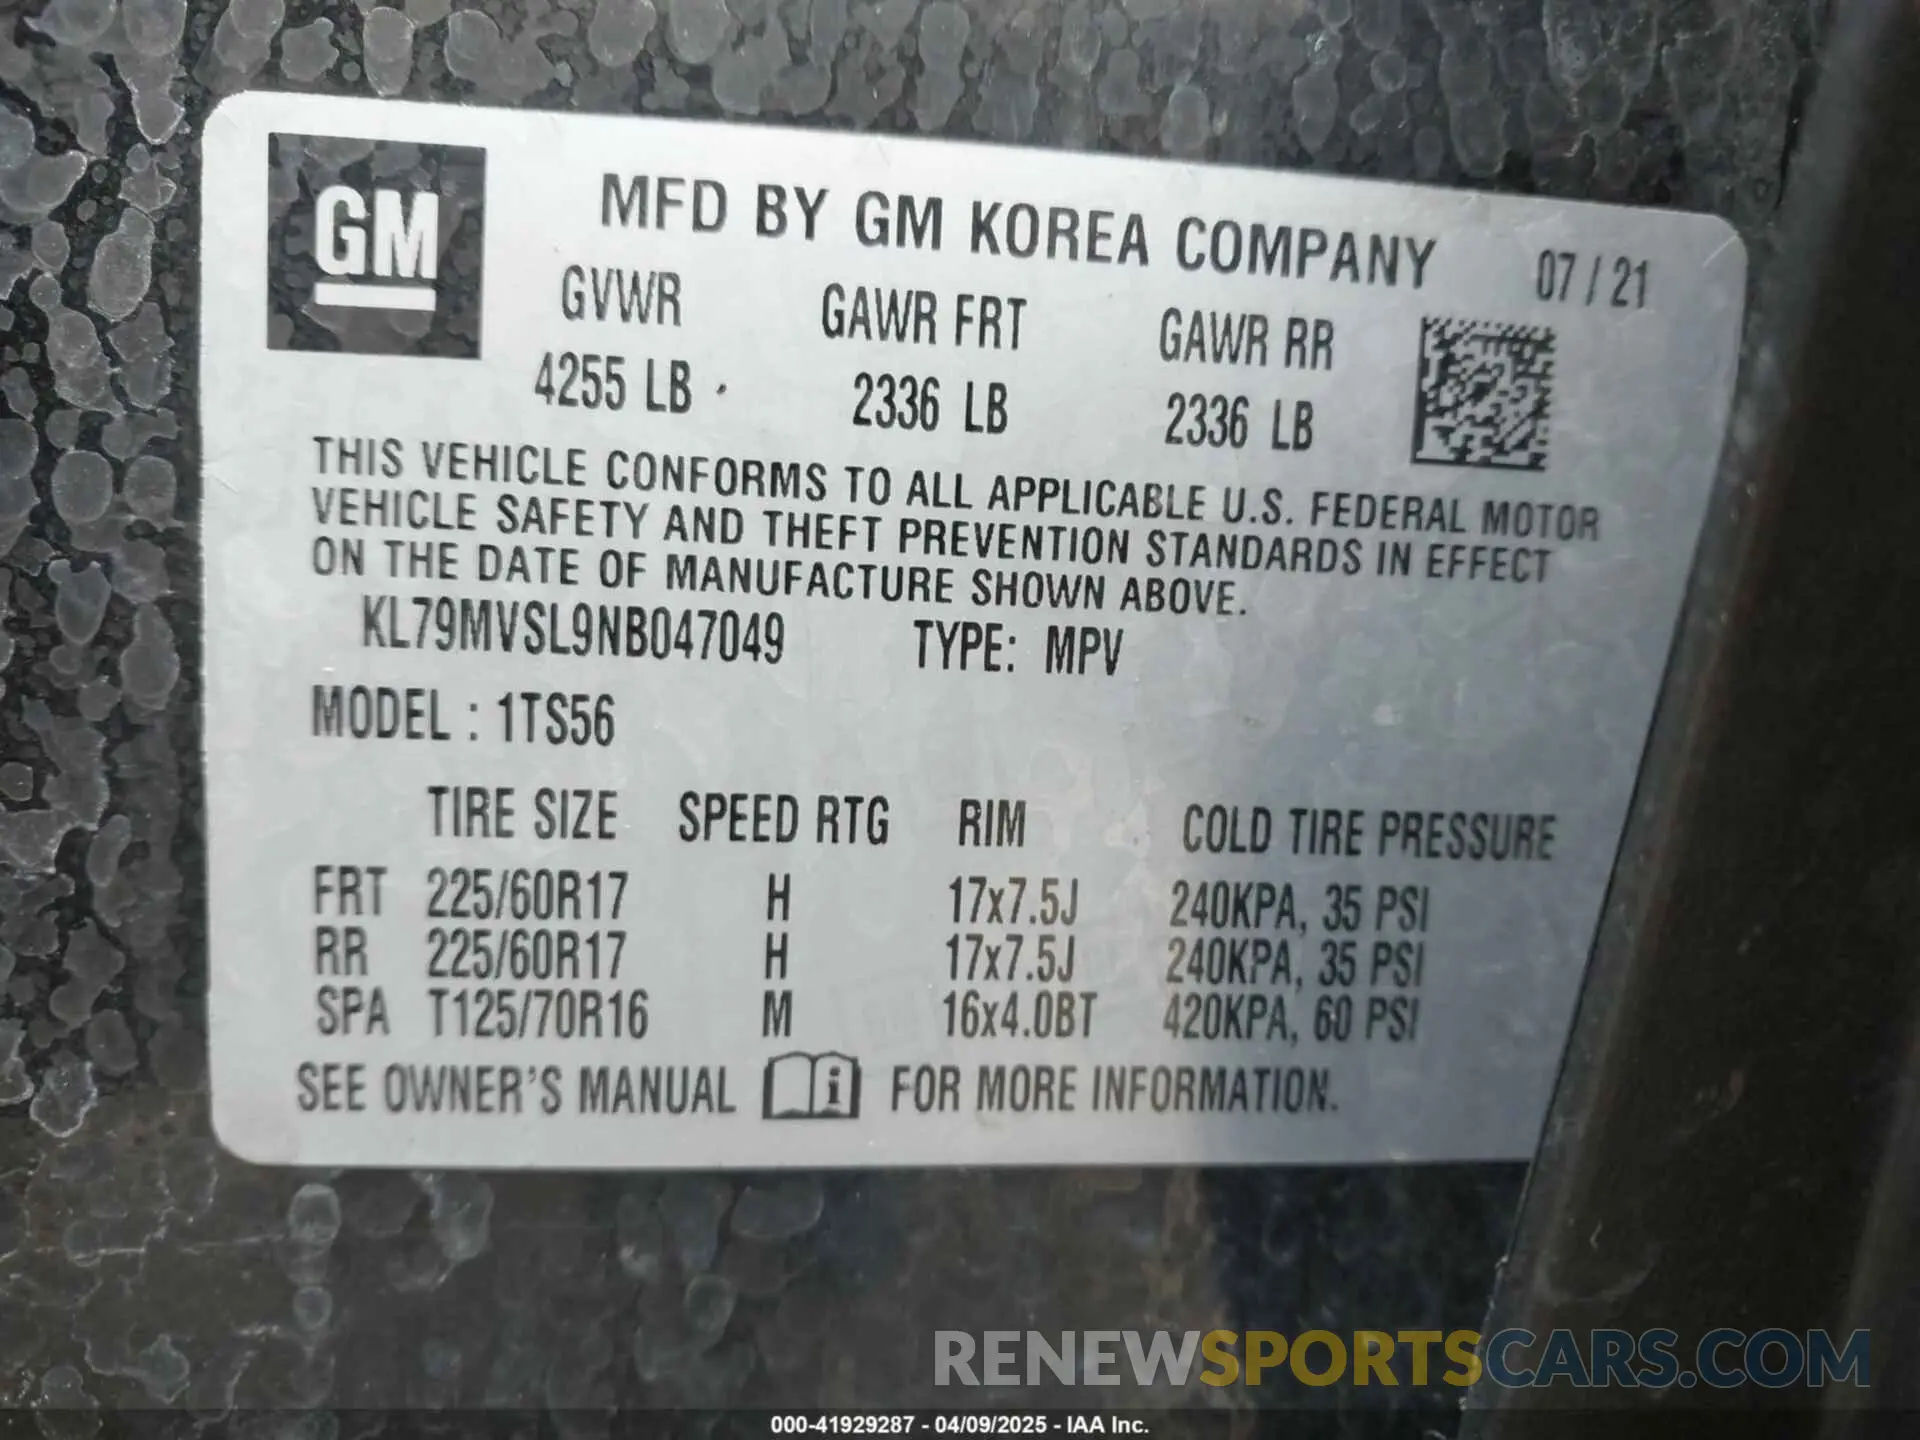 GM
MFD BY GM KOREA COMPANY 07 / 21
GVWR GAWR FRT GAWR RR
4255 LB 2336 LB 2336 LB
THIS VEHICLE CONFORMS TO ALL APPLICABLE U.S. FEDERAL MOTOR
VEHICLE SAFETY AND THEFT PREVENTION STANDARDS IN EFFECT
ON THE DATE OF MANUFACTURE SHOWN ABOVE.
KL79MVSL9NB047049 TYPE: MPV
MODEL : 1TS56
TIRE SIZE SPEED RTG RIM COLD TIRE PRESSURE
FRT 225/60R17 H 17x7.5J 240KPA, 35 PSI
RR 225/60R17 H 17x7.5J 240KPA, 35 PSI
SPA T125/70R16 M 16x4.0BT 420KPA, 60 PSI
SEE OWNER'S MANUAL i FOR MORE INFORMATION.
RENEWSPORTSCARS.COM
000-41929287 - 04/09/2025 - IAA Inc.